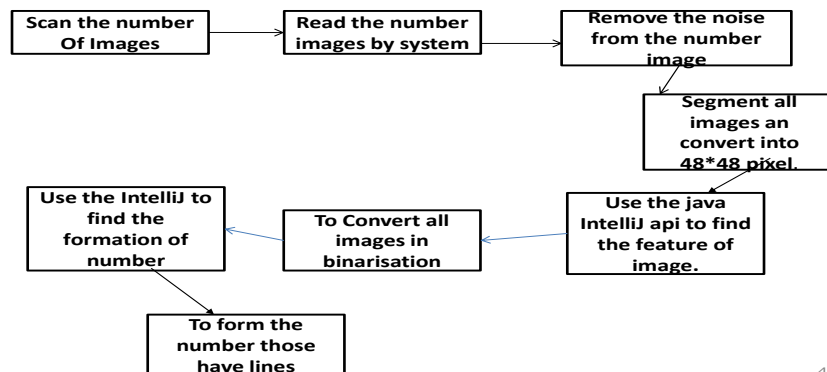 Scan the number
Of Images
Read the number
images by system
Remove the noise
from the number
image
Segment all
images an
convert into
48*48 pixel.
Use the java
IntelliJ api to find
the feature of
image.
To Convert all
images in
binarisation
Use the IntelliJ to
find the
formation of
number
To form the
number those
have lines